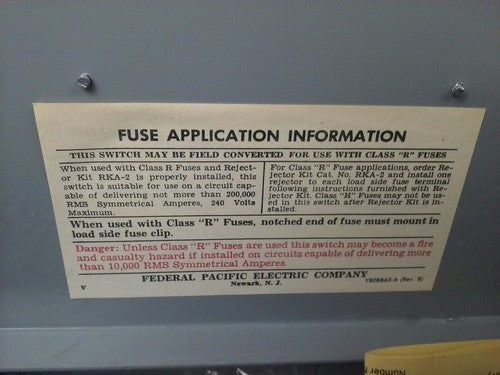 FUSE APPLICATION INFORMATION
THIS SWITCH MAY BE FIELD CONVERTED FOR USE WITH CLASS "R" FUSES
When used with Class R Fuses and Reject-
or Kit RKA-2 is properly installed, this
switch is suitable for use on a circuit cap-
able of delivering not more than 200,000
RMS Symmetrical Amperes, 240 Volts
Maximum.
For Class "R" Fuse applications, order Re-
jector Kit Cat. No. RKA-2 and install one
rejector to each load side fuse terminal
following instructions furnished with Re-
jector Kit. Class "H" Fuses may not be
used in this switch after Rejector Kit is in-
stalled.
When used with Class "R" Fuses, notched end of fuse must mount in
load side fuse clip.
Danger: Unless Class "R" Fuses are used this switch may become a fire
and casualty hazard if installed on circuits capable of delivering more
than 10,000 RMS Symmetrical Amperes.
FEDERAL PACIFIC ELECTRIC COMPANY
Newark, N. J.
V
(Rev. B)
Number